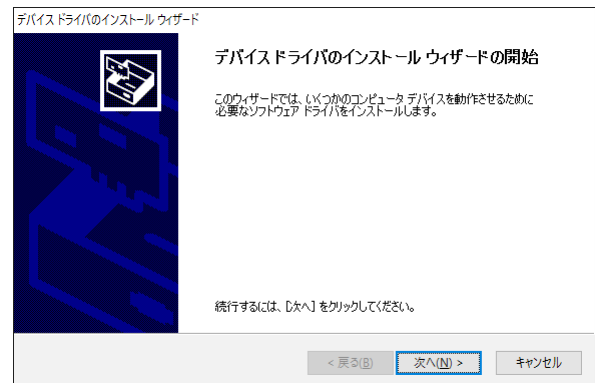 デバイス ドライバのインストール ウィザード
デバイス ドライバのインストール ウィザードの開始
このウィザードでは、いくつかのコンピュータ デバイスを動作させるために
必要なソフトウェア ドライバをインストールします。
続行するには、[次へ] をクリックしてください。
< 戻る(B)
次へ(N) >
キャンセル